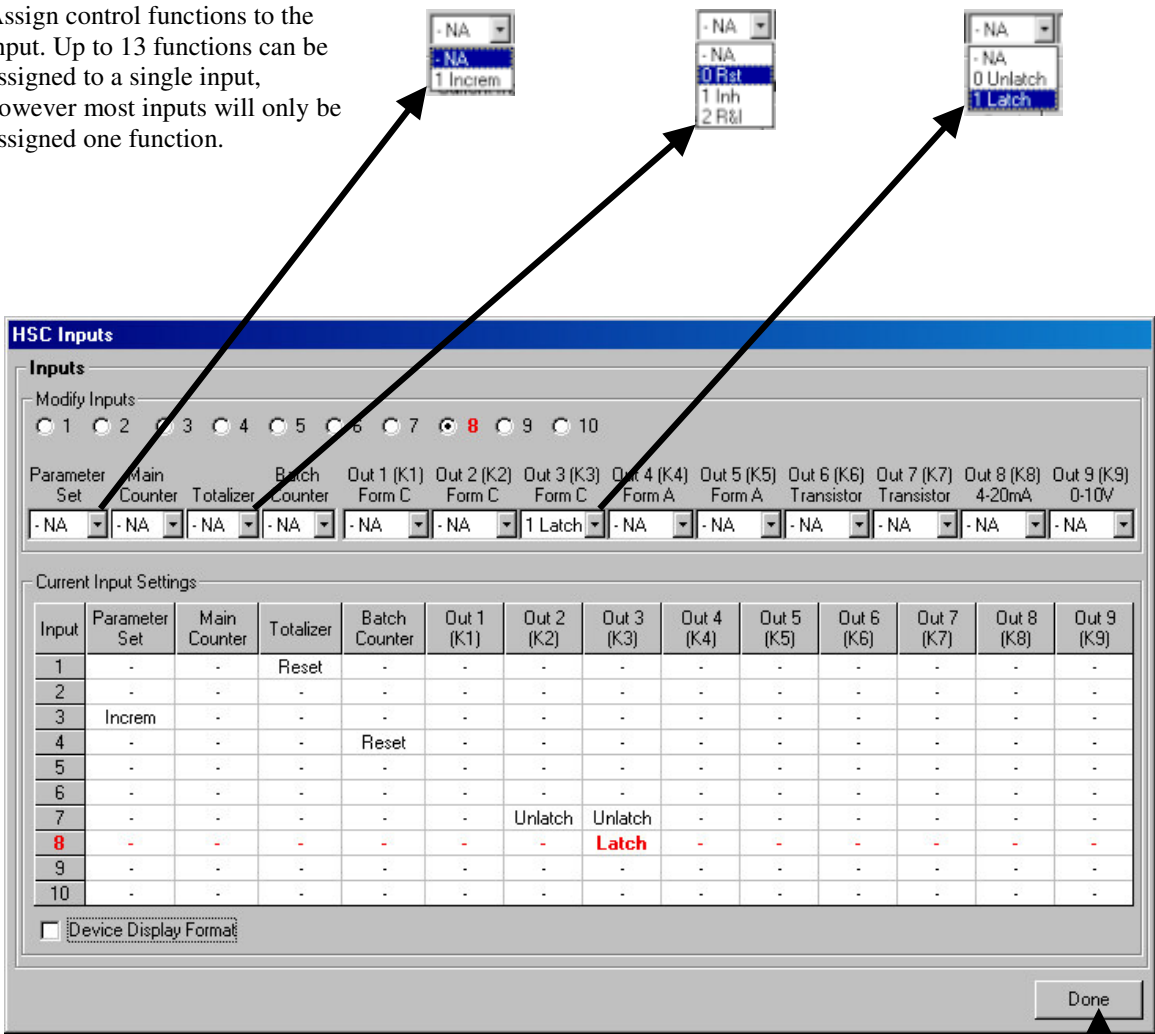 Assign control functions to the
input. Up to 13 functions can be
assigned to a single input,
however most inputs will only be
assigned one function.
- NA
- NA
1 Increm
- NA
- NA
0 Rst
1 Inh
2 R&I
- NA
- NA
0 Unlatch
1 Latch
HSC Inputs
Inputs
Modify Inputs
1 2 3 4 5 6 7 8 9 10
Parameter Main Batch Out 1 (K1) Out 2 (K2) Out 3 (K3) Out 4 (K4) Out 5 (K5) Out 6 (K6) Out 7 (K7) Out 8 (K8) Out 9 (K9)
Set Counter Totalizer Counter Form C Form C Form C Form A Form A Transistor Transistor 4-20mA 0-10V
- NA - NA - NA - NA - NA - NA 1 Latch - NA - NA - NA - NA - NA - NA
Current Input Settings
Parameter Main Batch Out 1 Out 2 Out 3 Out 4 Out 5 Out 6 Out 7 Out 8 Out 9
Input Set Counter Totalizer Counter (K1) (K2) (K3) (K4) (K5) (K6) (K7) (K8) (K9)
1 - - Reset - - - - - - - - - -
2 - - - - - - - - - - - - -
3 Increm - - - - - - - - - - - -
4 - - - Reset - - - - - - - - -
5 - - - - - - - - - - - - -
6 - - - - - - - - - - - - -
7 - - - - - Unlatch Unlatch - - - - - -
8 - - - - - - Latch - - - - - -
9 - - - - - - - - - - - - -
10 - - - - - - - - - - - - -
Device Display Format
Done